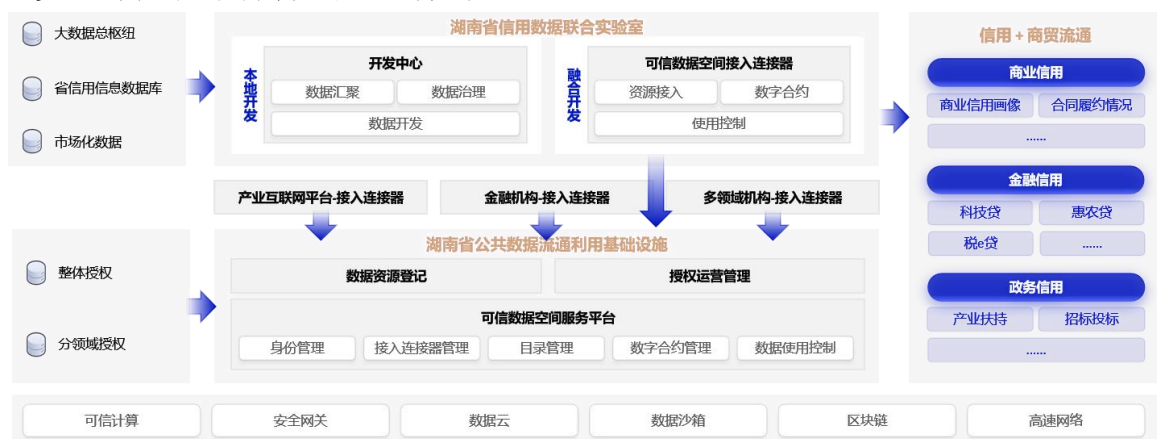 大数据总枢纽
省信用信息数据库
市场化数据
湖南省信用数据联合实验室
本地开发
开发中心
数据汇聚 数据治理
数据开发
融合开发
可信数据空间接入连接器
资源接入 数字合约
使用控制
产业互联网平台-接入连接器 金融机构-接入连接器 多领域机构-接入连接器
整体授权
分领域授权
湖南省公共数据流通利用基础设施
数据资源登记 授权运营管理
可信数据空间服务平台
身份管理 接入连接器管理 目录管理 数字合约管理 数据使用控制
信用 + 商贸流通
商业信用
商业信用画像 合同履约情况
......
金融信用
科技贷 惠农贷
税e贷 ......
政务信用
产业扶持 招标投标
......
可信计算 安全网关 数据云 数据沙箱 区块链 高速网络